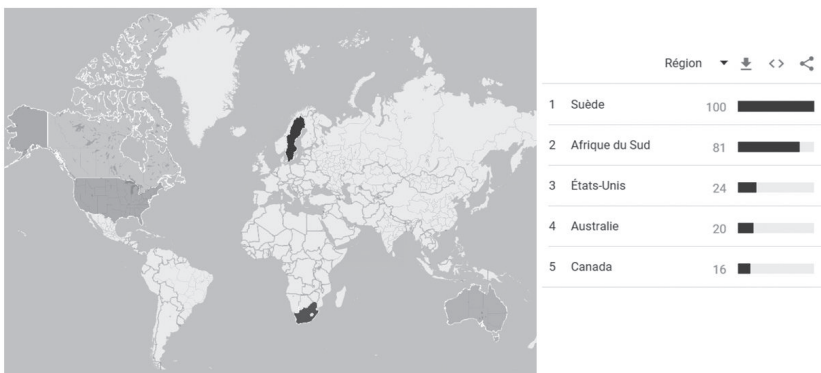 Région
1 Suède 100
2 Afrique du Sud 81
3 États-Unis 24
4 Australie 20
5 Canada 16